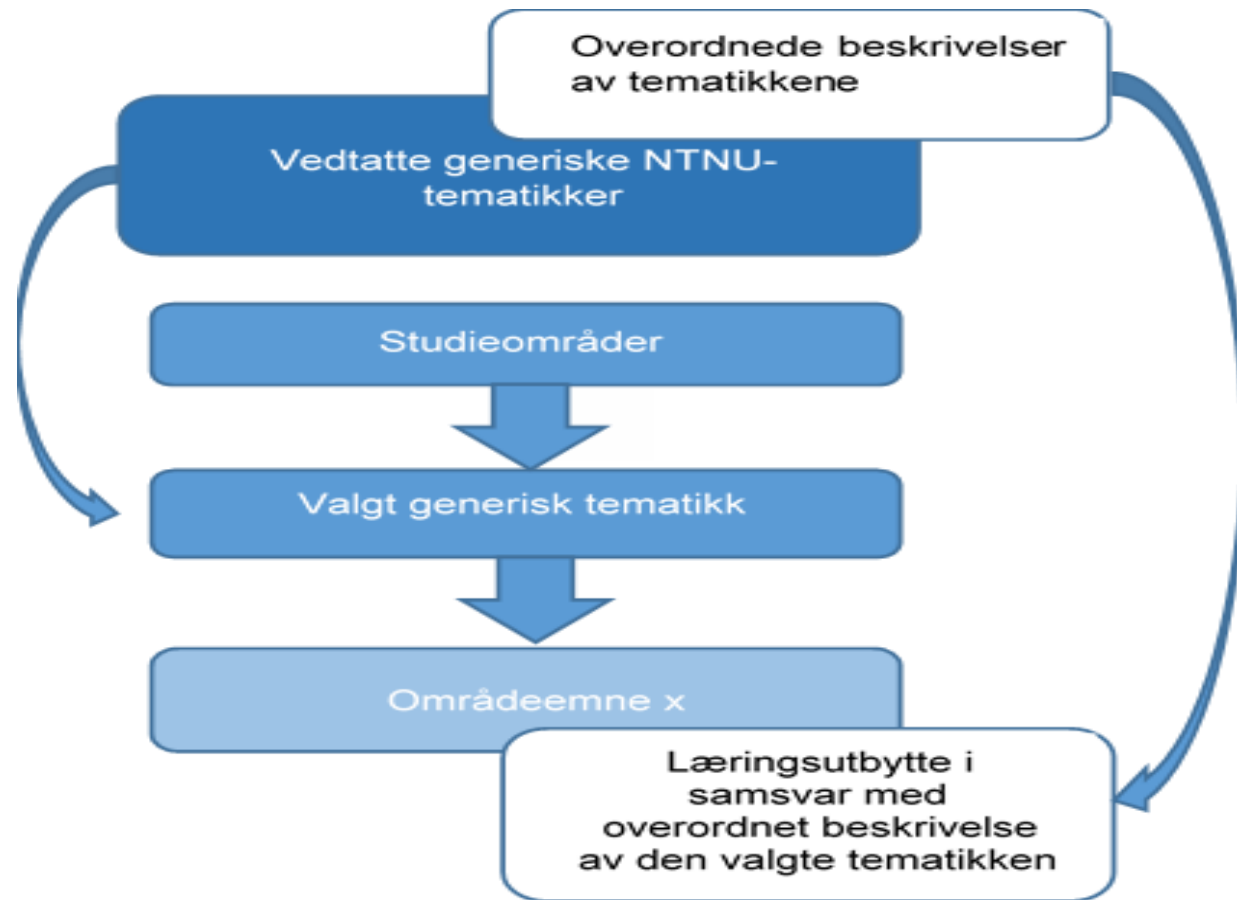 Overordnede beskrivelser
av tematikkene
Vedtatte generiske NTNU-
tematikker
Studieområder
Valgt generisk tematikk
Områdeemne x
Læringsutbytte i
samsvar med
overordnet beskrivelse
av den valgte tematikken